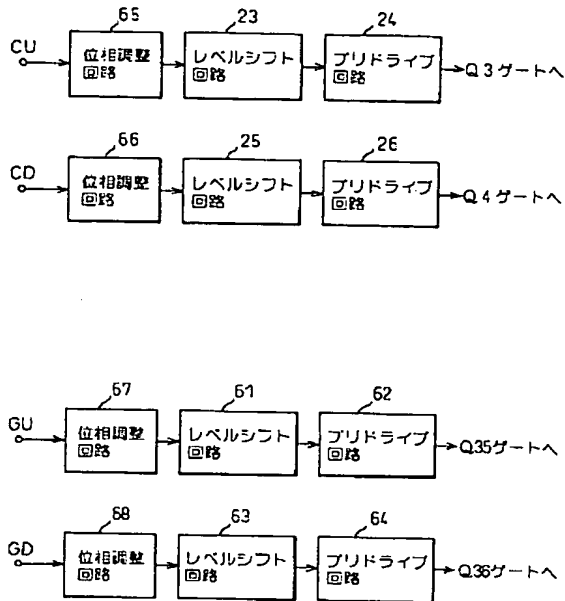 65 23 24
CU 位相調整 レベルシフト プリドライブ
回路 回路 回路 Q3ゲートへ
66 25 26
CD 位相調整 レベルシフト プリドライブ
回路 回路 回路 Q4ゲートへ
67 61 62
GU 位相調整 レベルシフト プリドライブ
回路 回路 回路 Q35ゲートへ
68 63 64
GD 位相調整 レベルシフト プリドライブ
回路 回路 回路 Q36ゲートへ